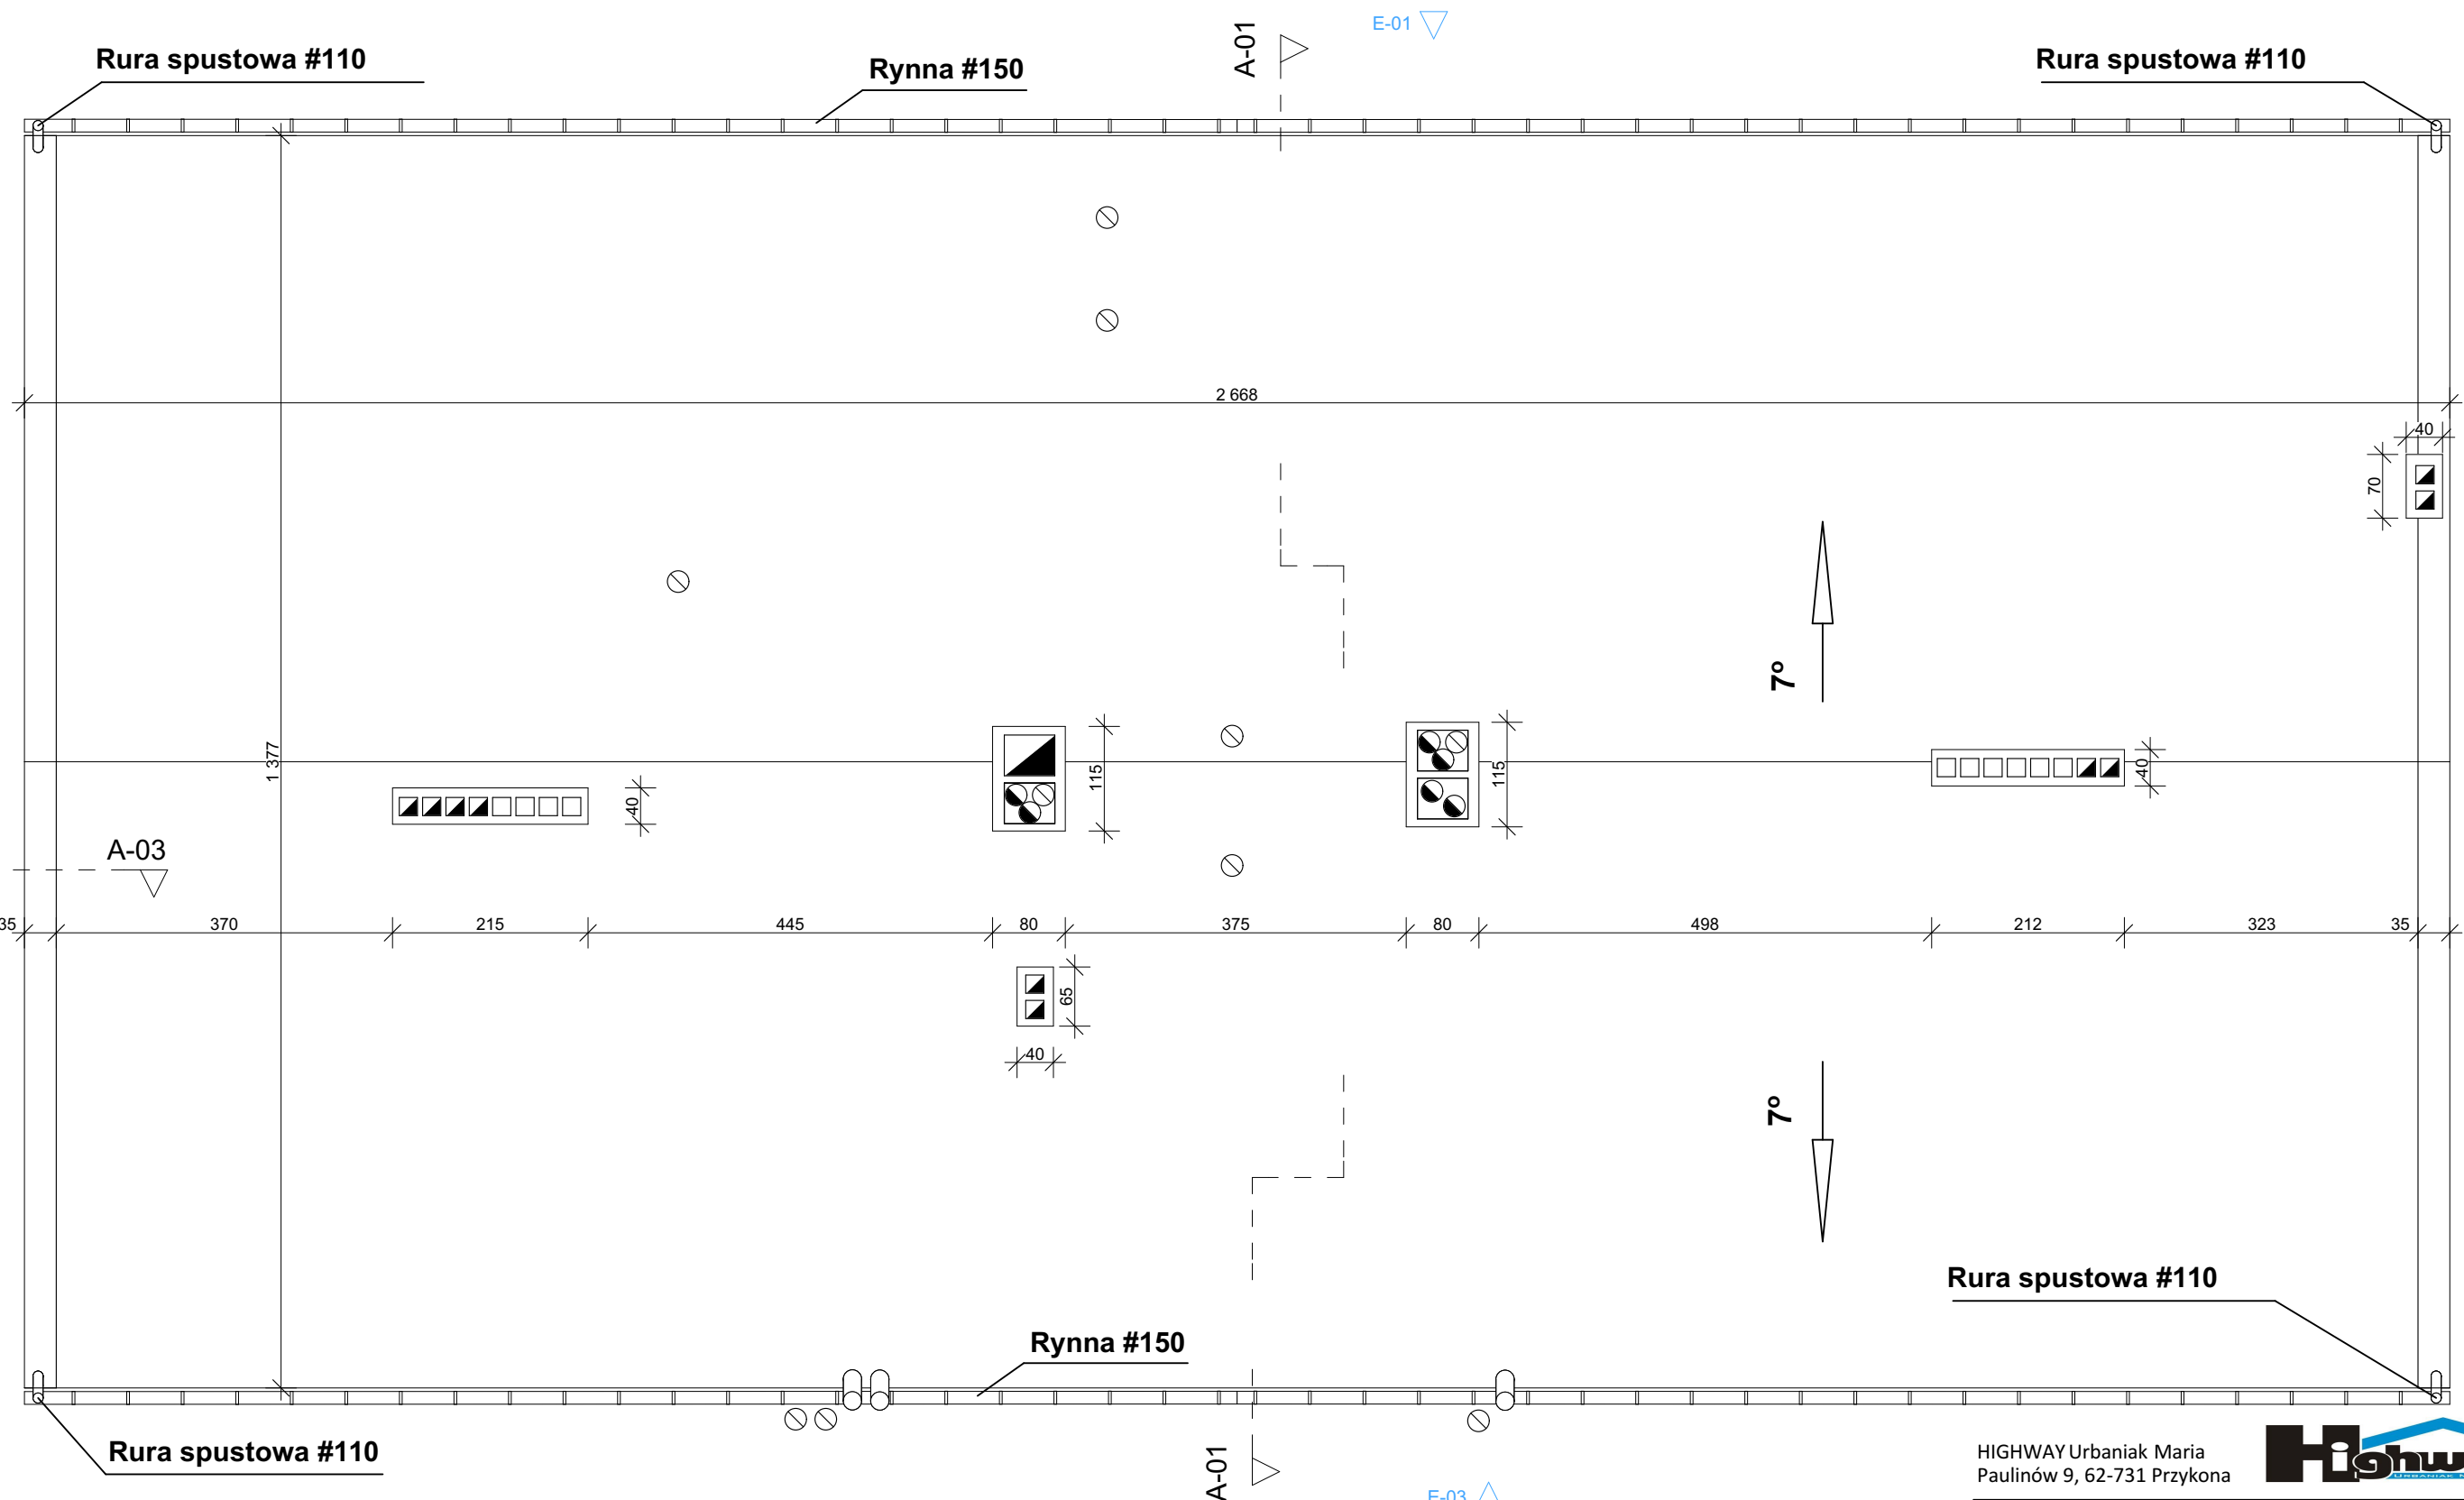 A-01
E-01
Rura spustowa #110
Rynna #150
Rura spustowa #110
2 668
40
70
7°
1 377
115
115
40
40
A-03
35
370
215
445
80
375
80
498
212
323
35
65
40
7°
Rura spustowa #110
Rynna #150
Rura spustowa #110
A-01
HIGHWAY Urbaniak Maria
Paulinów 9, 62-731 Przykona
E-03